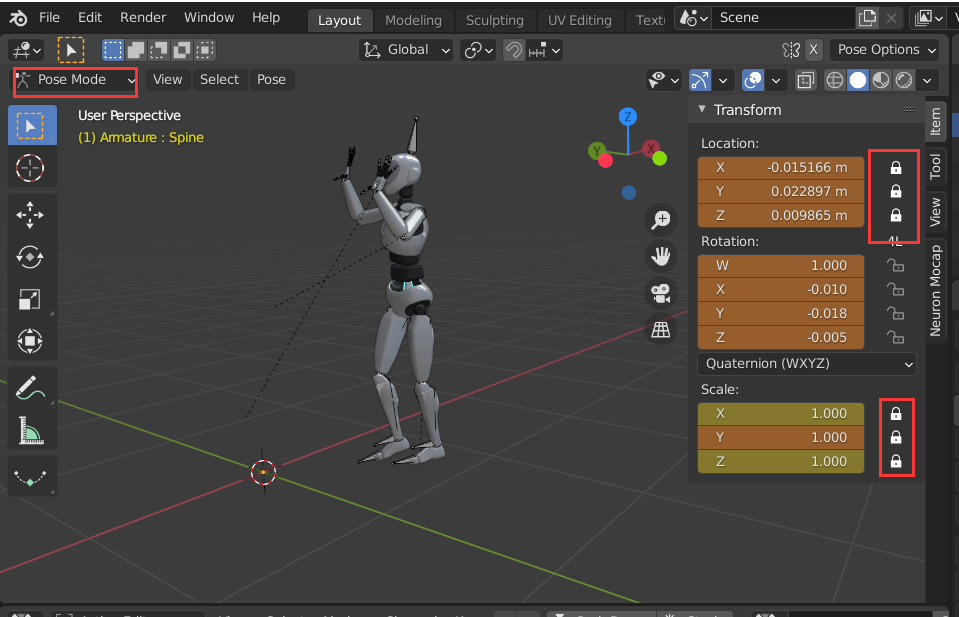 File Edit Render Window Help Layout Modeling Sculpting UV Editing Scene
Global X Pose Options
Pose Mode View Select Pose
User Perspective
(1) Armature : Spine
Z
Y
X
Transform
Location:
X -0.015166 m
Y 0.022897 m
Z 0.009865 m
Rotation:
4L
W 1.000
X -0.010
Y -0.018
Z -0.005
Quaternion (WXYZ)
Scale:
X 1.000
Y 1.000
Z 1.000
Item
Tool
View
Neuron Mocap